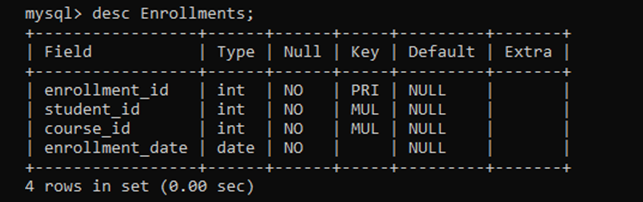 mysql> desc Enrollments;
+-----------------+------+------+-----+---------+-------+
| Field           | Type | Null | Key | Default | Extra |
+-----------------+------+------+-----+---------+-------+
| enrollment_id   | int  | NO   | PRI | NULL    |       |
| student_id      | int  | NO   | MUL | NULL    |       |
| course_id       | int  | NO   | MUL | NULL    |       |
| enrollment_date | date | NO   |     | NULL    |       |
+-----------------+------+------+-----+---------+-------+
4 rows in set (0.00 sec)